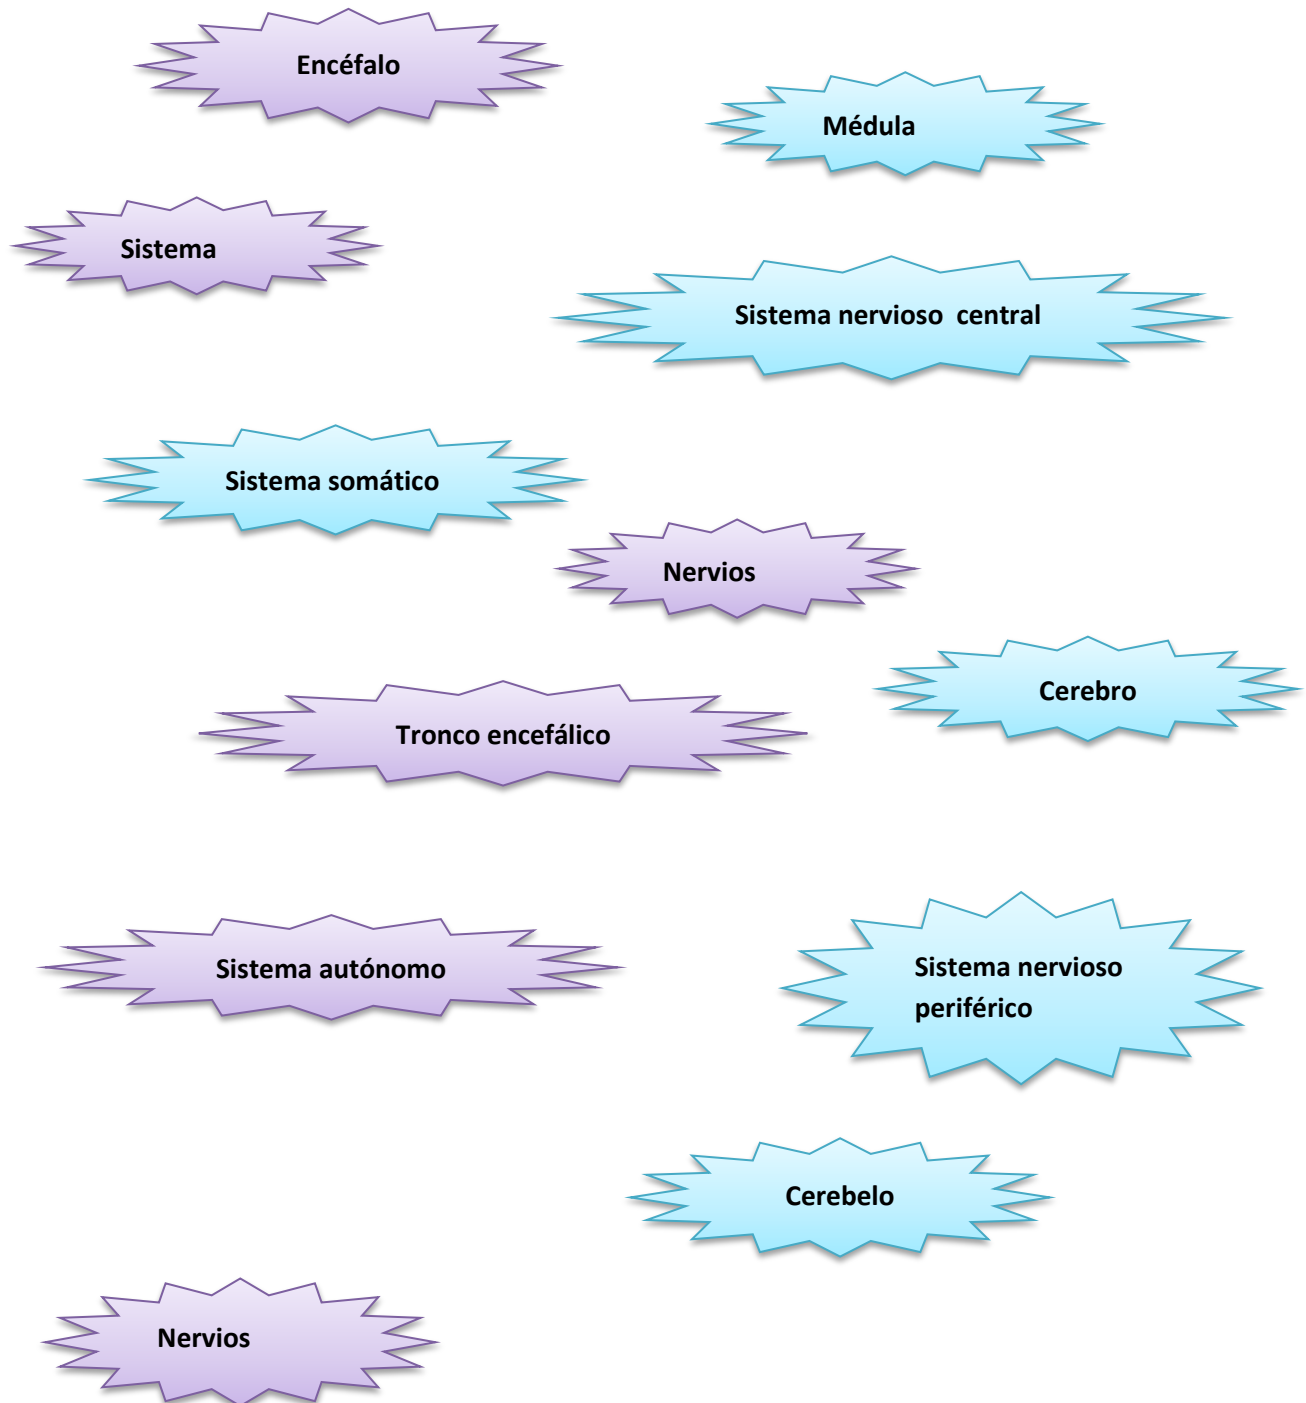 Encéfalo
Médula
Sistema
Sistema nervioso  central
Sistema somático
Nervios
Cerebro
Tronco encefálico
Sistema autónomo
Sistema nervioso
periférico
Cerebelo
Nervios